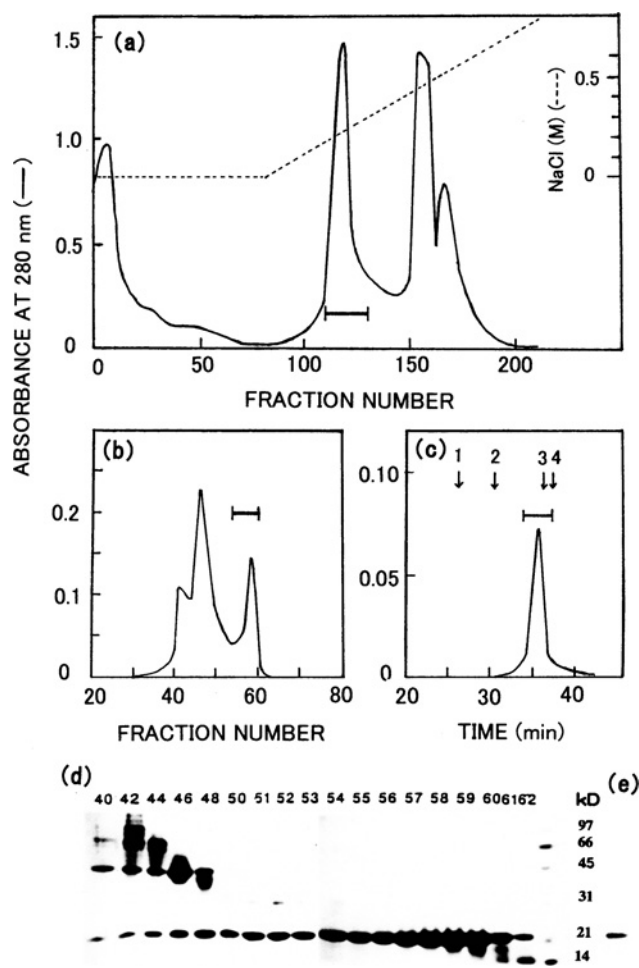 (a)
ABSORBANCE AT 280 nm (—)
1.5
1.0
0.5
0
NaCl (M) (----)
0.5
0
0 50 100 150 200
FRACTION NUMBER
(b)
0.2
0.1
0
20 40 60 80
FRACTION NUMBER
(c)
1 2 3 4
0.10
0.05
0
20 30 40
TIME (min)
(d)
40 42 44 46 48 50 51 52 53 54 55 56 57 58 59 60 61 62 kD
(e)
97
66
45
31
21
14